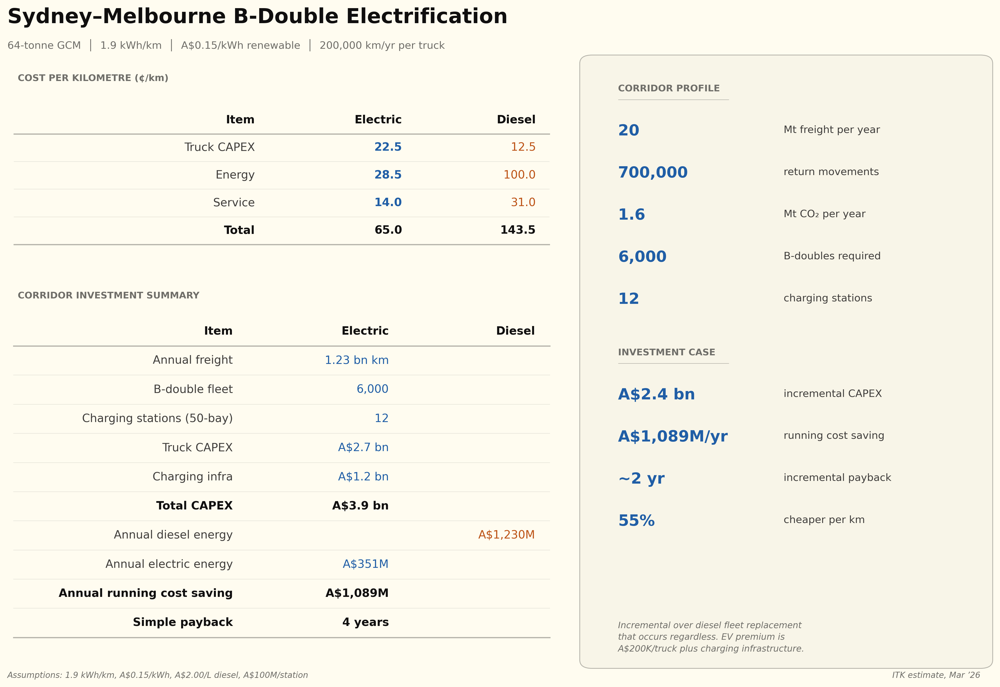 Sydney–Melbourne B-Double Electrification
64-tonne GCM │ 1.9 kWh/km │ A$0.15/kWh renewable │ 200,000 km/yr per truck
COST PER KILOMETRE (¢/km)
Item Electric Diesel
Truck CAPEX 22.5 12.5
Energy 28.5 100.0
Service 14.0 31.0
Total 65.0 143.5
CORRIDOR INVESTMENT SUMMARY
Item Electric Diesel
Annual freight 1.23 bn km
B-double fleet 6,000
Charging stations (50-bay) 12
Truck CAPEX A$2.7 bn
Charging infra A$1.2 bn
Total CAPEX A$3.9 bn
Annual diesel energy A$1,230M
Annual electric energy A$351M
Annual running cost saving A$1,089M
Simple payback 4 years
CORRIDOR PROFILE
20 Mt freight per year
700,000 return movements
1.6 Mt CO₂ per year
6,000 B-doubles required
12 charging stations
INVESTMENT CASE
A$2.4 bn incremental CAPEX
A$1,089M/yr running cost saving
~2 yr incremental payback
55% cheaper per km
Incremental over diesel fleet replacement
that occurs regardless. EV premium is
A$200K/truck plus charging infrastructure.
Assumptions: 1.9 kWh/km, A$0.15/kWh, A$2.00/L diesel, A$100M/station
ITK estimate, Mar ’26